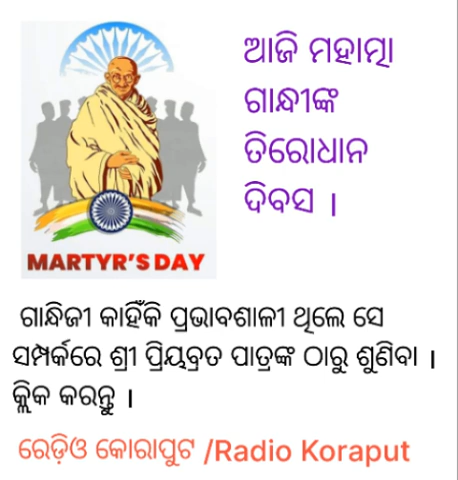 ଆଜି ମହାତ୍ମା
ଗାନ୍ଧୀଙ୍କ
ତିରୋଧାନ
ଦିବସ ।
MARTYR'S DAY
ଗାନ୍ଧିଜୀ କାହିଁକି ପ୍ରଭାବଶାଳୀ ଥିଲେ ସେ
ସମ୍ପର୍କରେ ଶ୍ରୀ ପ୍ରିୟବ୍ରତ ପାତ୍ରଙ୍କ ଠାରୁ ଶୁଣିବା ।
କ୍ଲିକ କରନ୍ତୁ ।
ରେଡ଼ିଓ କୋରାପୁଟ /Radio Koraput